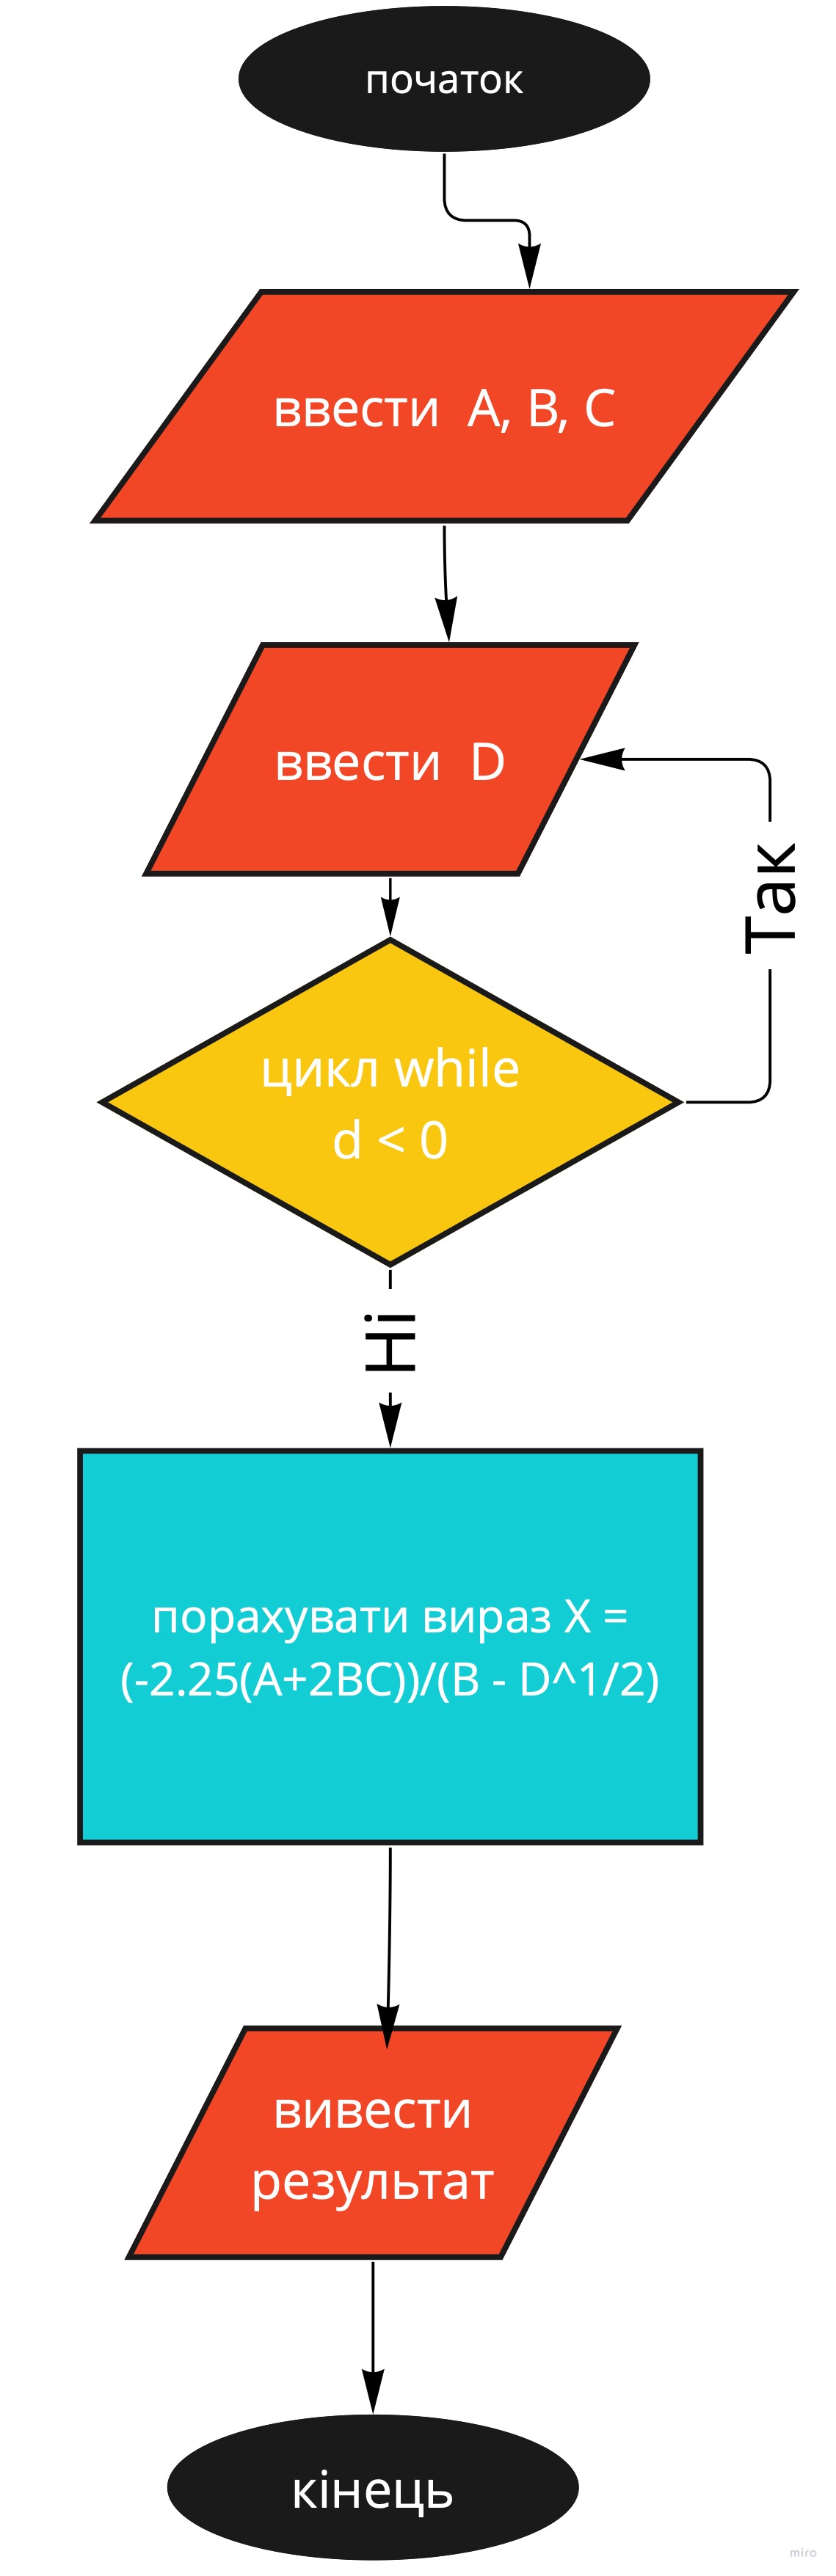 початок
ввести  A, B, C
ввести  D
Так
цикл while
d < 0
Ні
порахувати вираз X =
(-2.25(A+2BC))/(B - D^1/2)
вивести
результат
кінець
miro